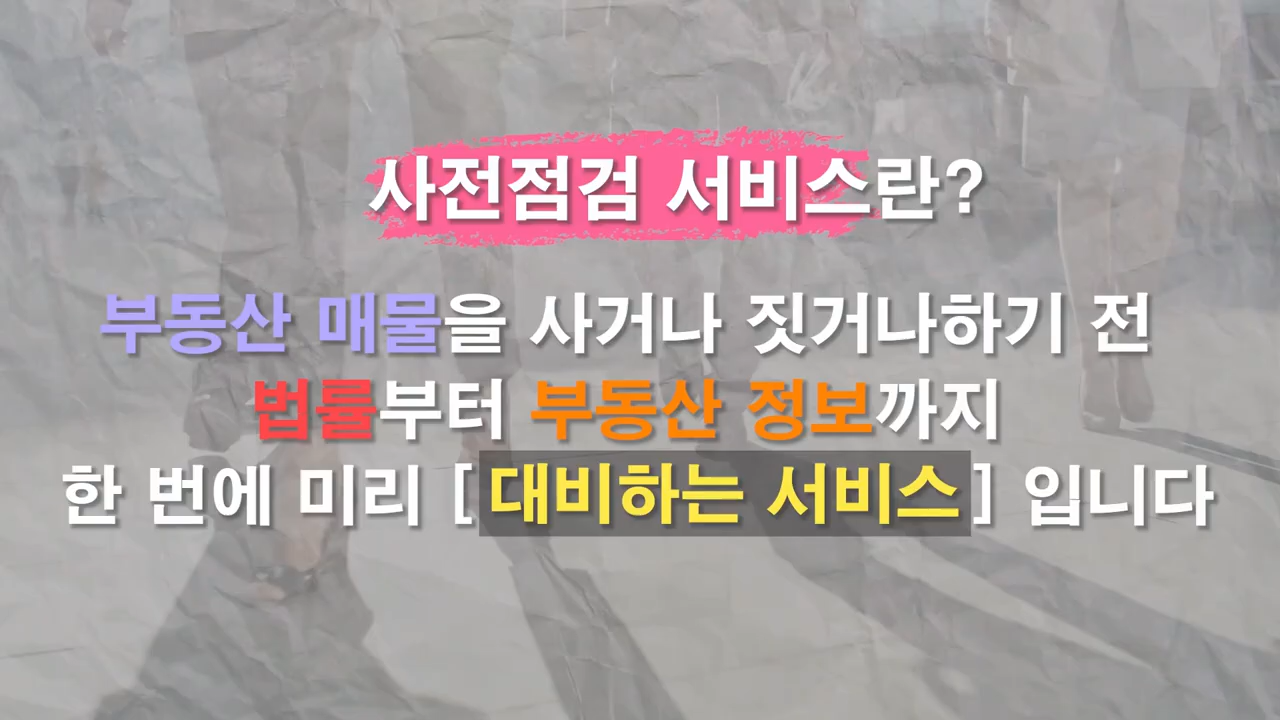 사전점검 서비스란?
부동산 매물을 사거나 짓거나하기 전
법률부터 부동산 정보까지
한 번에 미리 [대비하는 서비스] 입니다